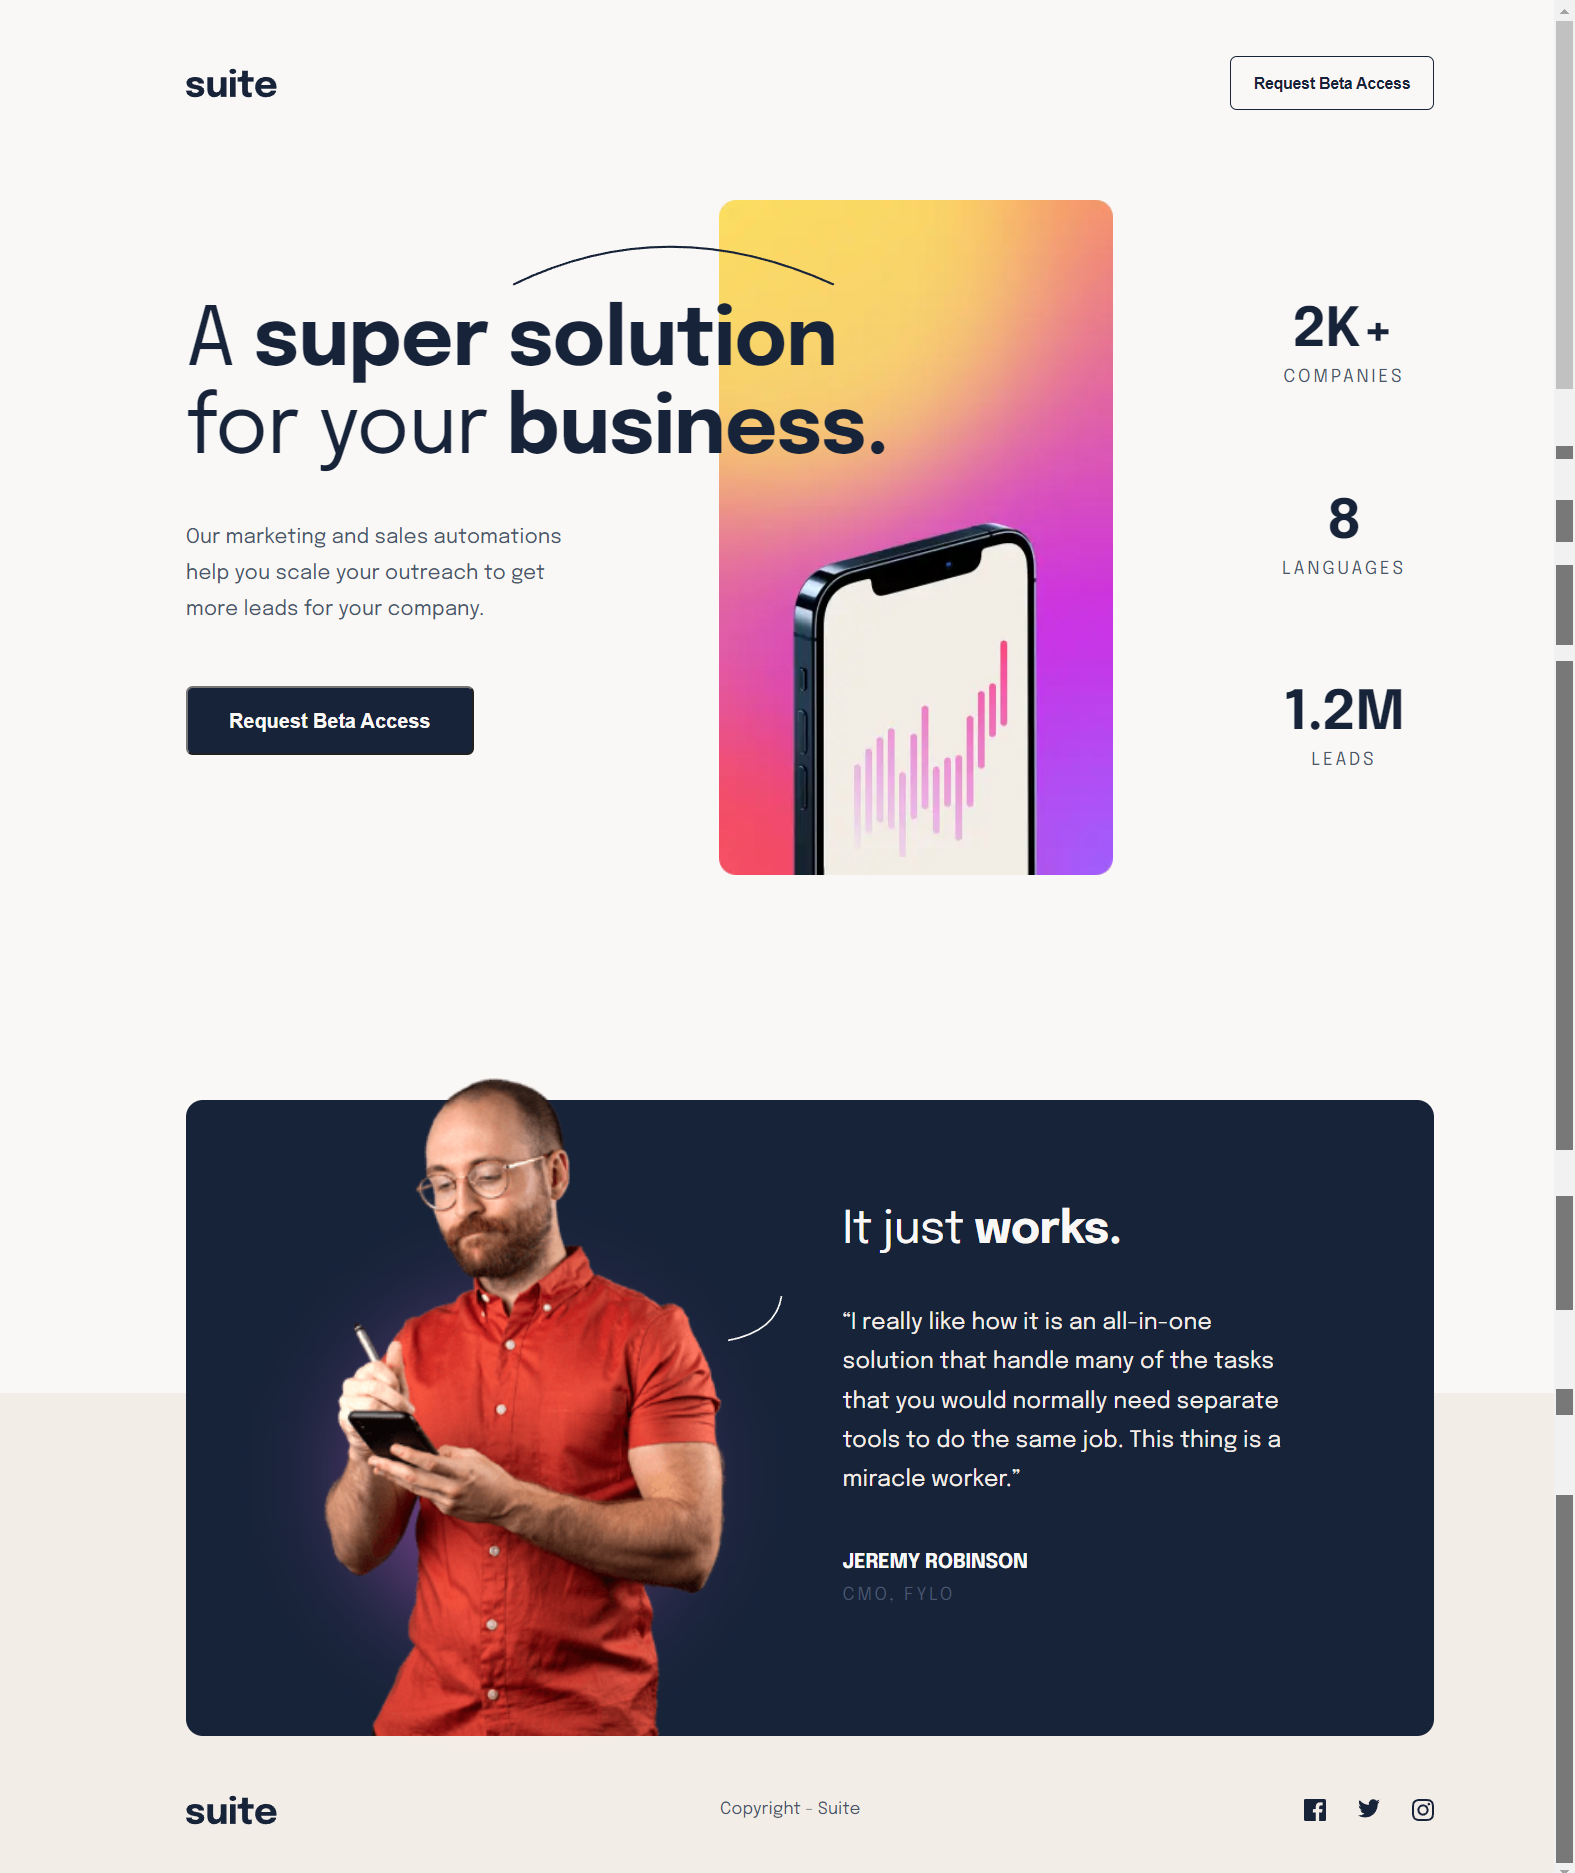 suite
Request Beta Access
A super solution
for your business.
Our marketing and sales automations
help you scale your outreach to get
more leads for your company.
Request Beta Access
2K+
COMPANIES
8
LANGUAGES
1.2M
LEADS
It just works.
“I really like how it is an all-in-one
solution that handle many of the tasks
that you would normally need separate
tools to do the same job. This thing is a
miracle worker.”
JEREMY ROBINSON
CMO, FYLO
suite
Copyright - Suite